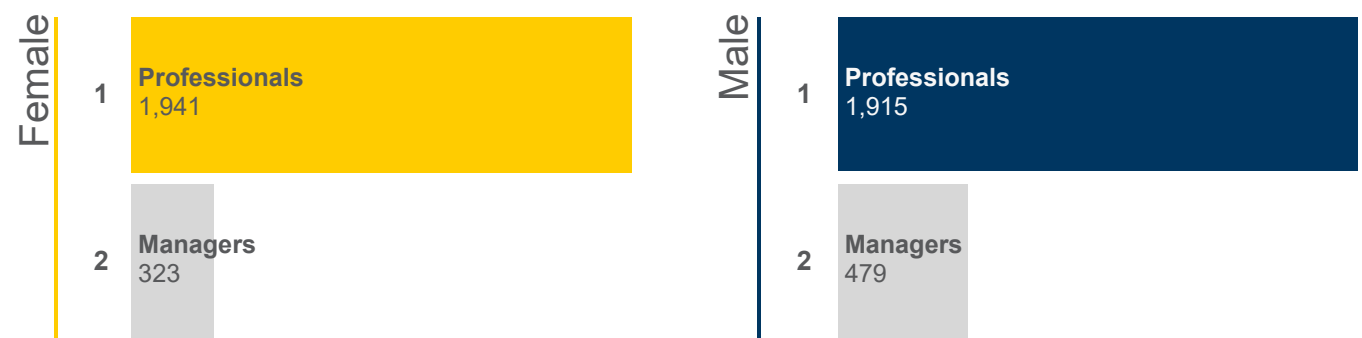 Female
1
Professionals
1,941
2
Managers
323
Male
1
Professionals
1,915
2
Managers
479